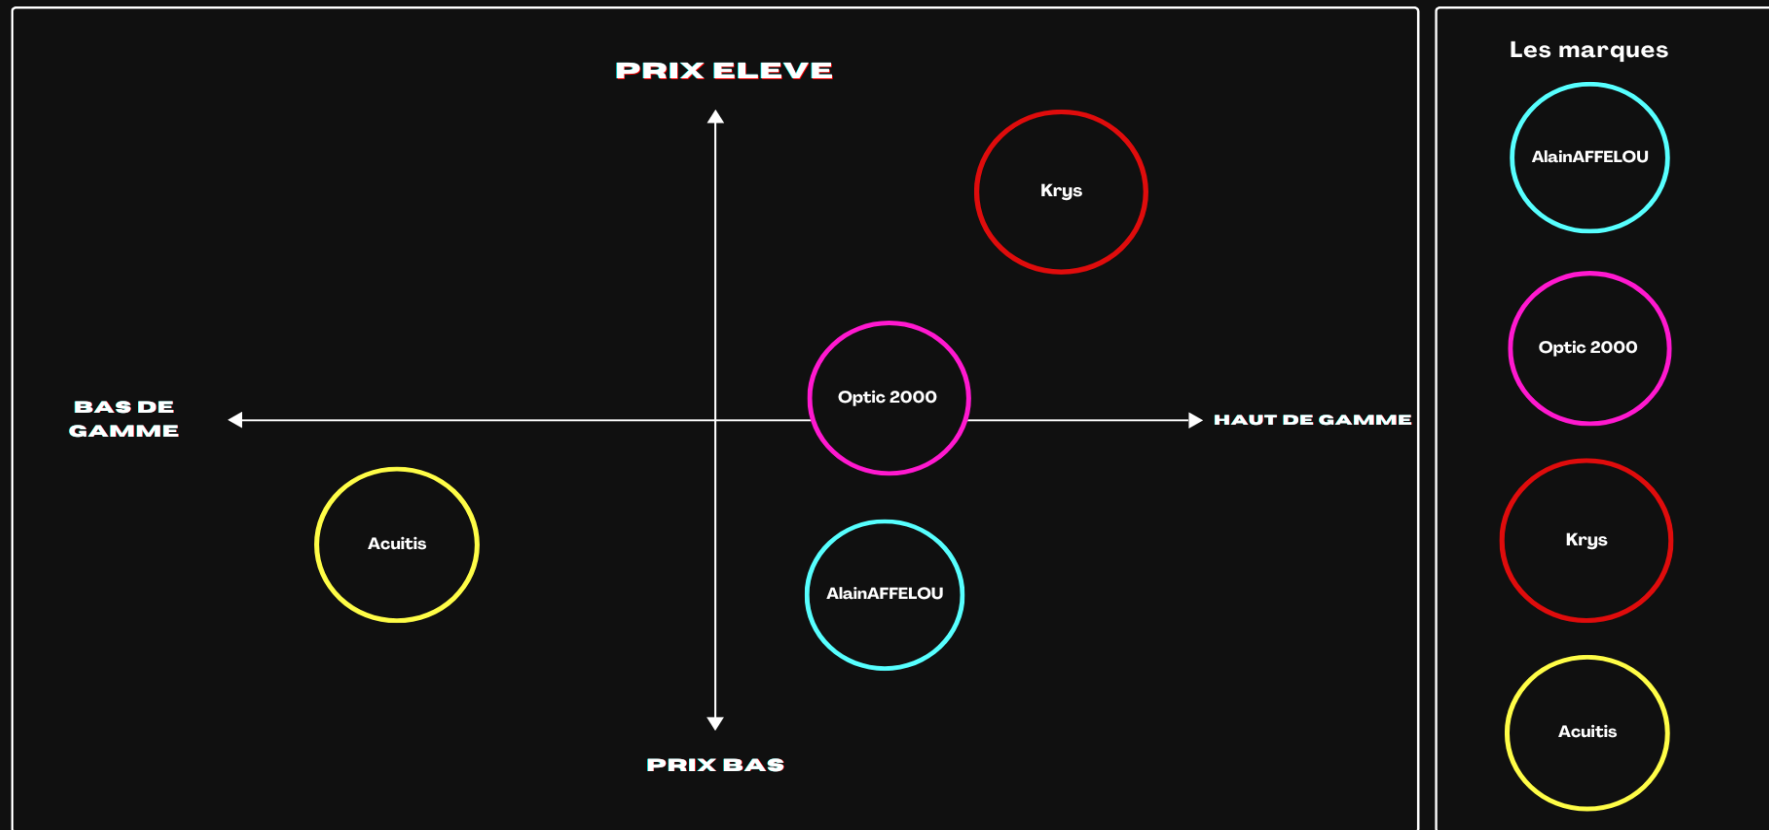 PRIX ELEVE
Krys
Optic 2000
BAS DE
GAMME
HAUT DE GAMME
Acuitis
AlainAFFELOU
PRIX BAS
Les marques
AlainAFFELOU
Optic 2000
Krys
Acuitis